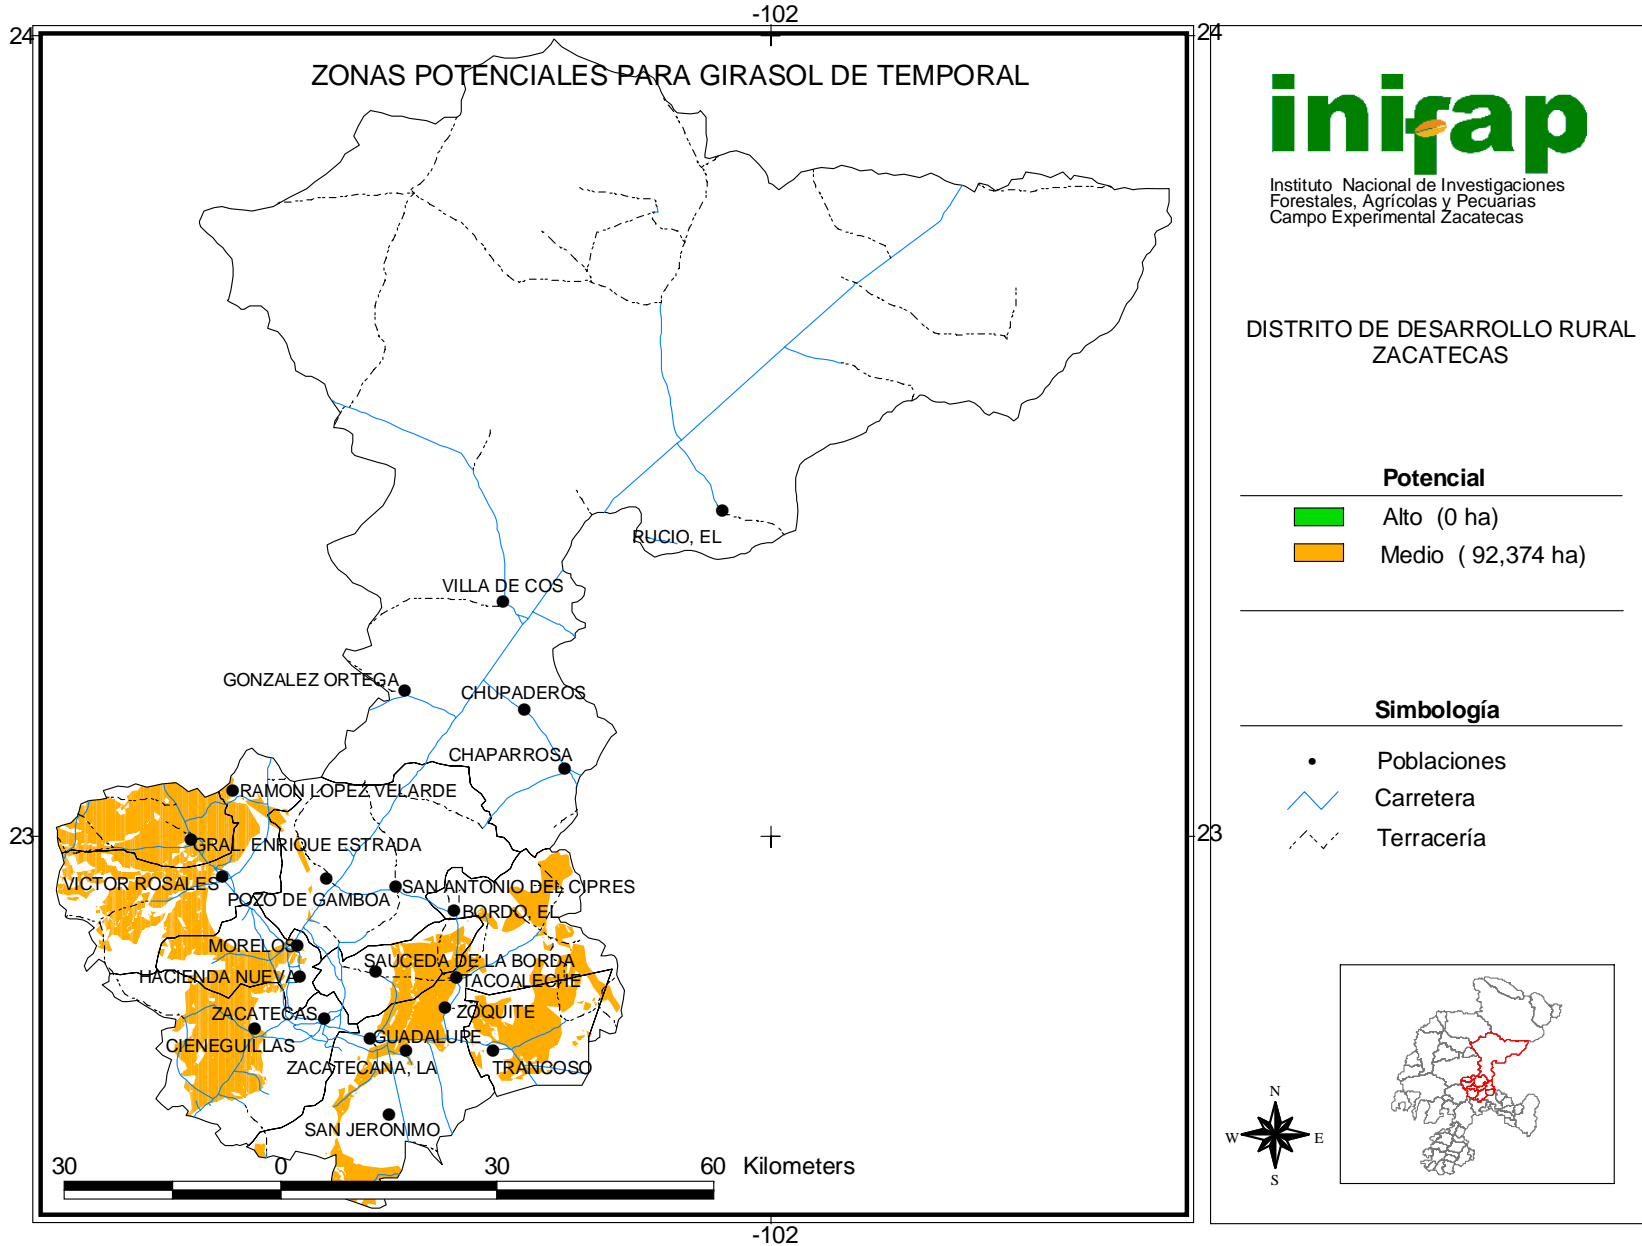 -102
24
24
ZONAS POTENCIALES PARA GIRASOL DE TEMPORAL
inifap
Instituto Nacional de Investigaciones
Forestales, Agrícolas y Pecuarias
Campo Experimental Zacatecas
DISTRITO DE DESARROLLO RURAL
ZACATECAS
Potencial
Alto (0 ha)
Medio ( 92,374 ha)
Simbología
Poblaciones
Carretera
Terracería
RUCIO, EL
VILLA DE COS
GONZALEZ ORTEGA
CHUPADEROS
CHAPARROSA
RAMON LOPEZ VELARDE
23
23
GRAL. ENRIQUE ESTRADA
VICTOR ROSALES
SAN ANTONIO DEL CIPRES
POZO DE GAMBOA
BORDO, EL
MORELOS
SAUCEDA DE LA BORDA
HACIENDA NUEVA
TACOALECHE
ZACATECAS
ZOQUITE
CIENEGUILLAS
GUADALUPE
ZACATECANA, LA
TRANCOSO
SAN JERONIMO
30 0 30 60 Kilometers
N
W E
S
-102